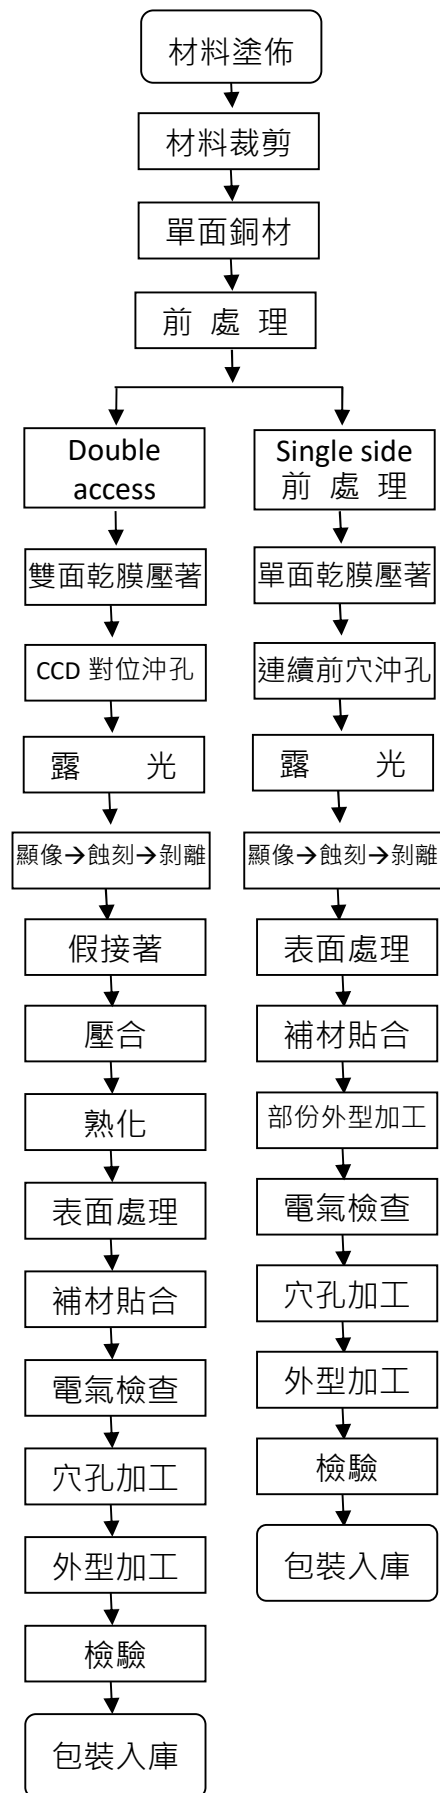 材料塗佈
材料裁剪
單面銅材
前 處 理
Double
access
雙面乾膜壓著
CCD 對位沖孔
露 光
顯像→蝕刻→剝離
假接著
壓合
熟化
表面處理
補材貼合
電氣檢查
穴孔加工
外型加工
檢驗
包裝入庫
Single side
前 處 理
單面乾膜壓著
連續前穴沖孔
露 光
顯像→蝕刻→剝離
表面處理
補材貼合
部份外型加工
電氣檢查
穴孔加工
外型加工
檢驗
包裝入庫